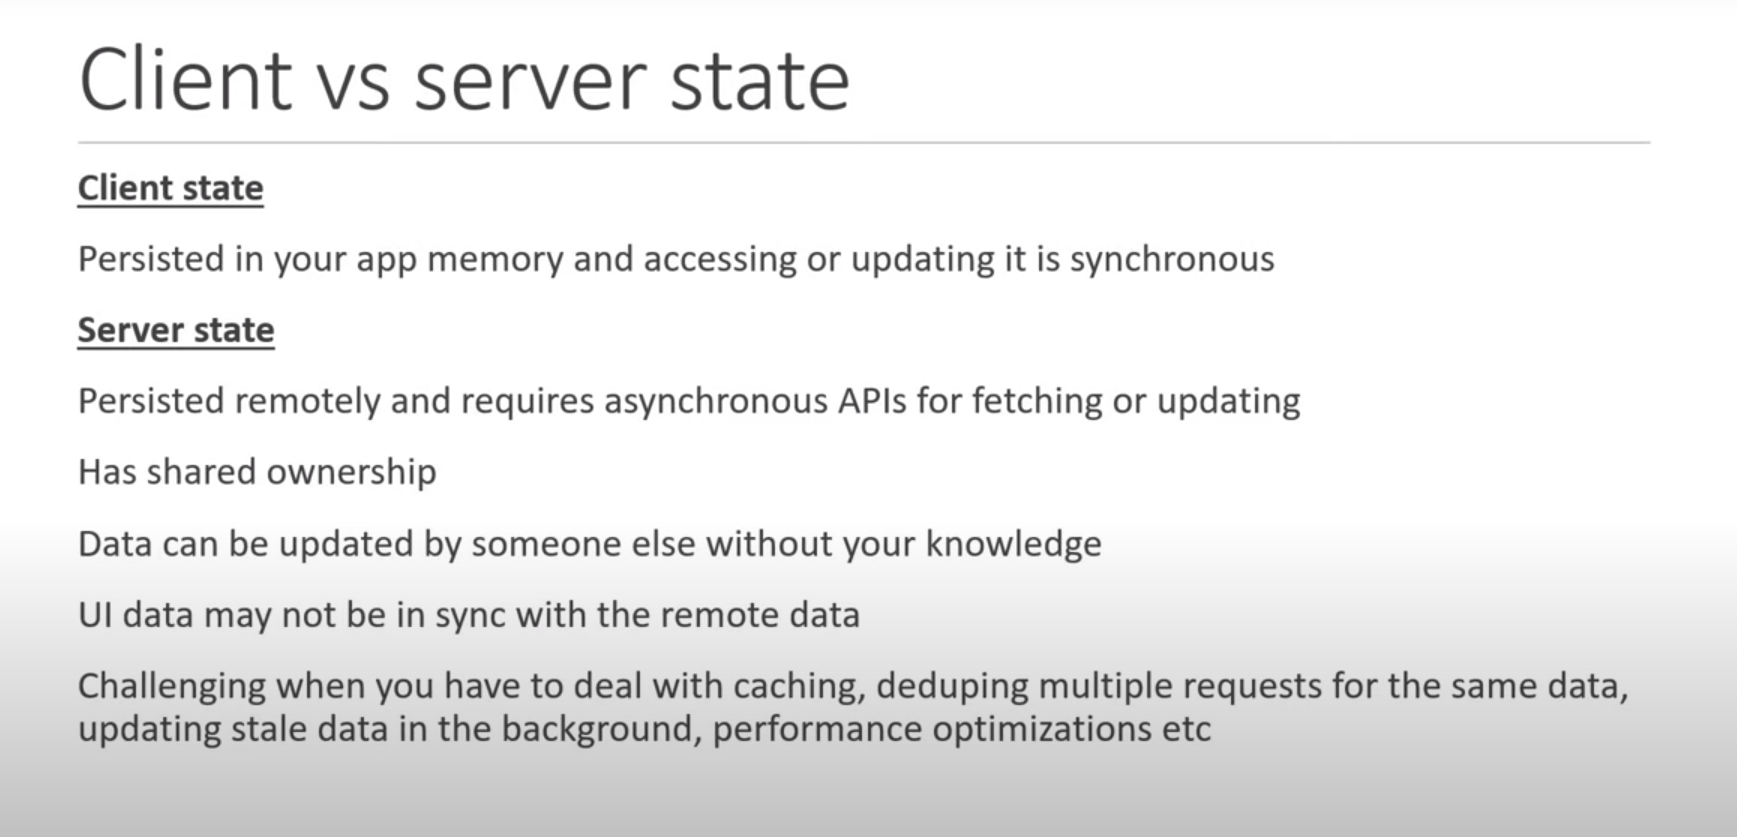 Client vs server state
Client state
Persisted in your app memory and accessing or updating it is synchronous
Server state
Persisted remotely and requires asynchronous APIs for fetching or updating
Has shared ownership
Data can be updated by someone else without your knowledge
UI data may not be in sync with the remote data
Challenging when you have to deal with caching, deduping multiple requests for the same data,
updating stale data in the background, performance optimizations etc